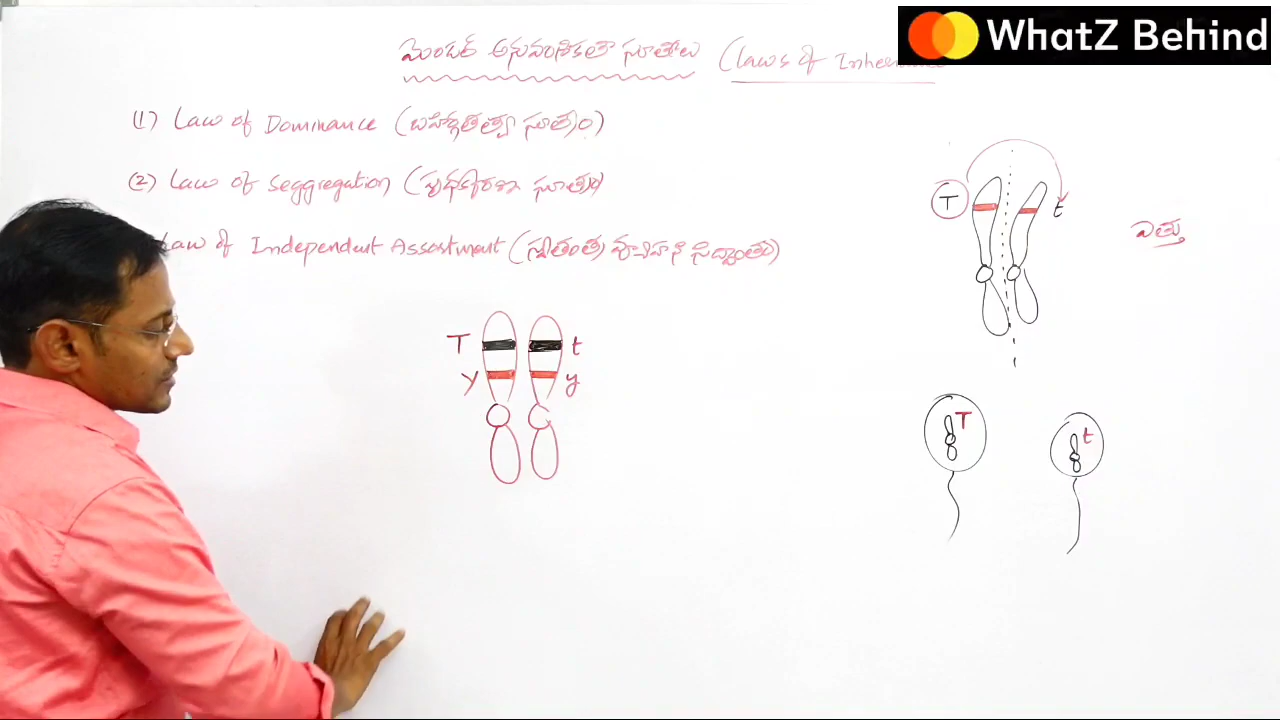 WhatZ Behind
మెండల్ అనువంశికతా సూత్రాలు (Laws of
(1) Law of Dominance (బహిర్గతత్వ సూత్రం)
(2) Law of Seggregation (పృథక్కరణ సూత్రం)
Law of Independent Assortment (స్వతంత్ర వ్యూహన సిద్ధాంతం)
T t
విత్తు
T t
Y y
T t